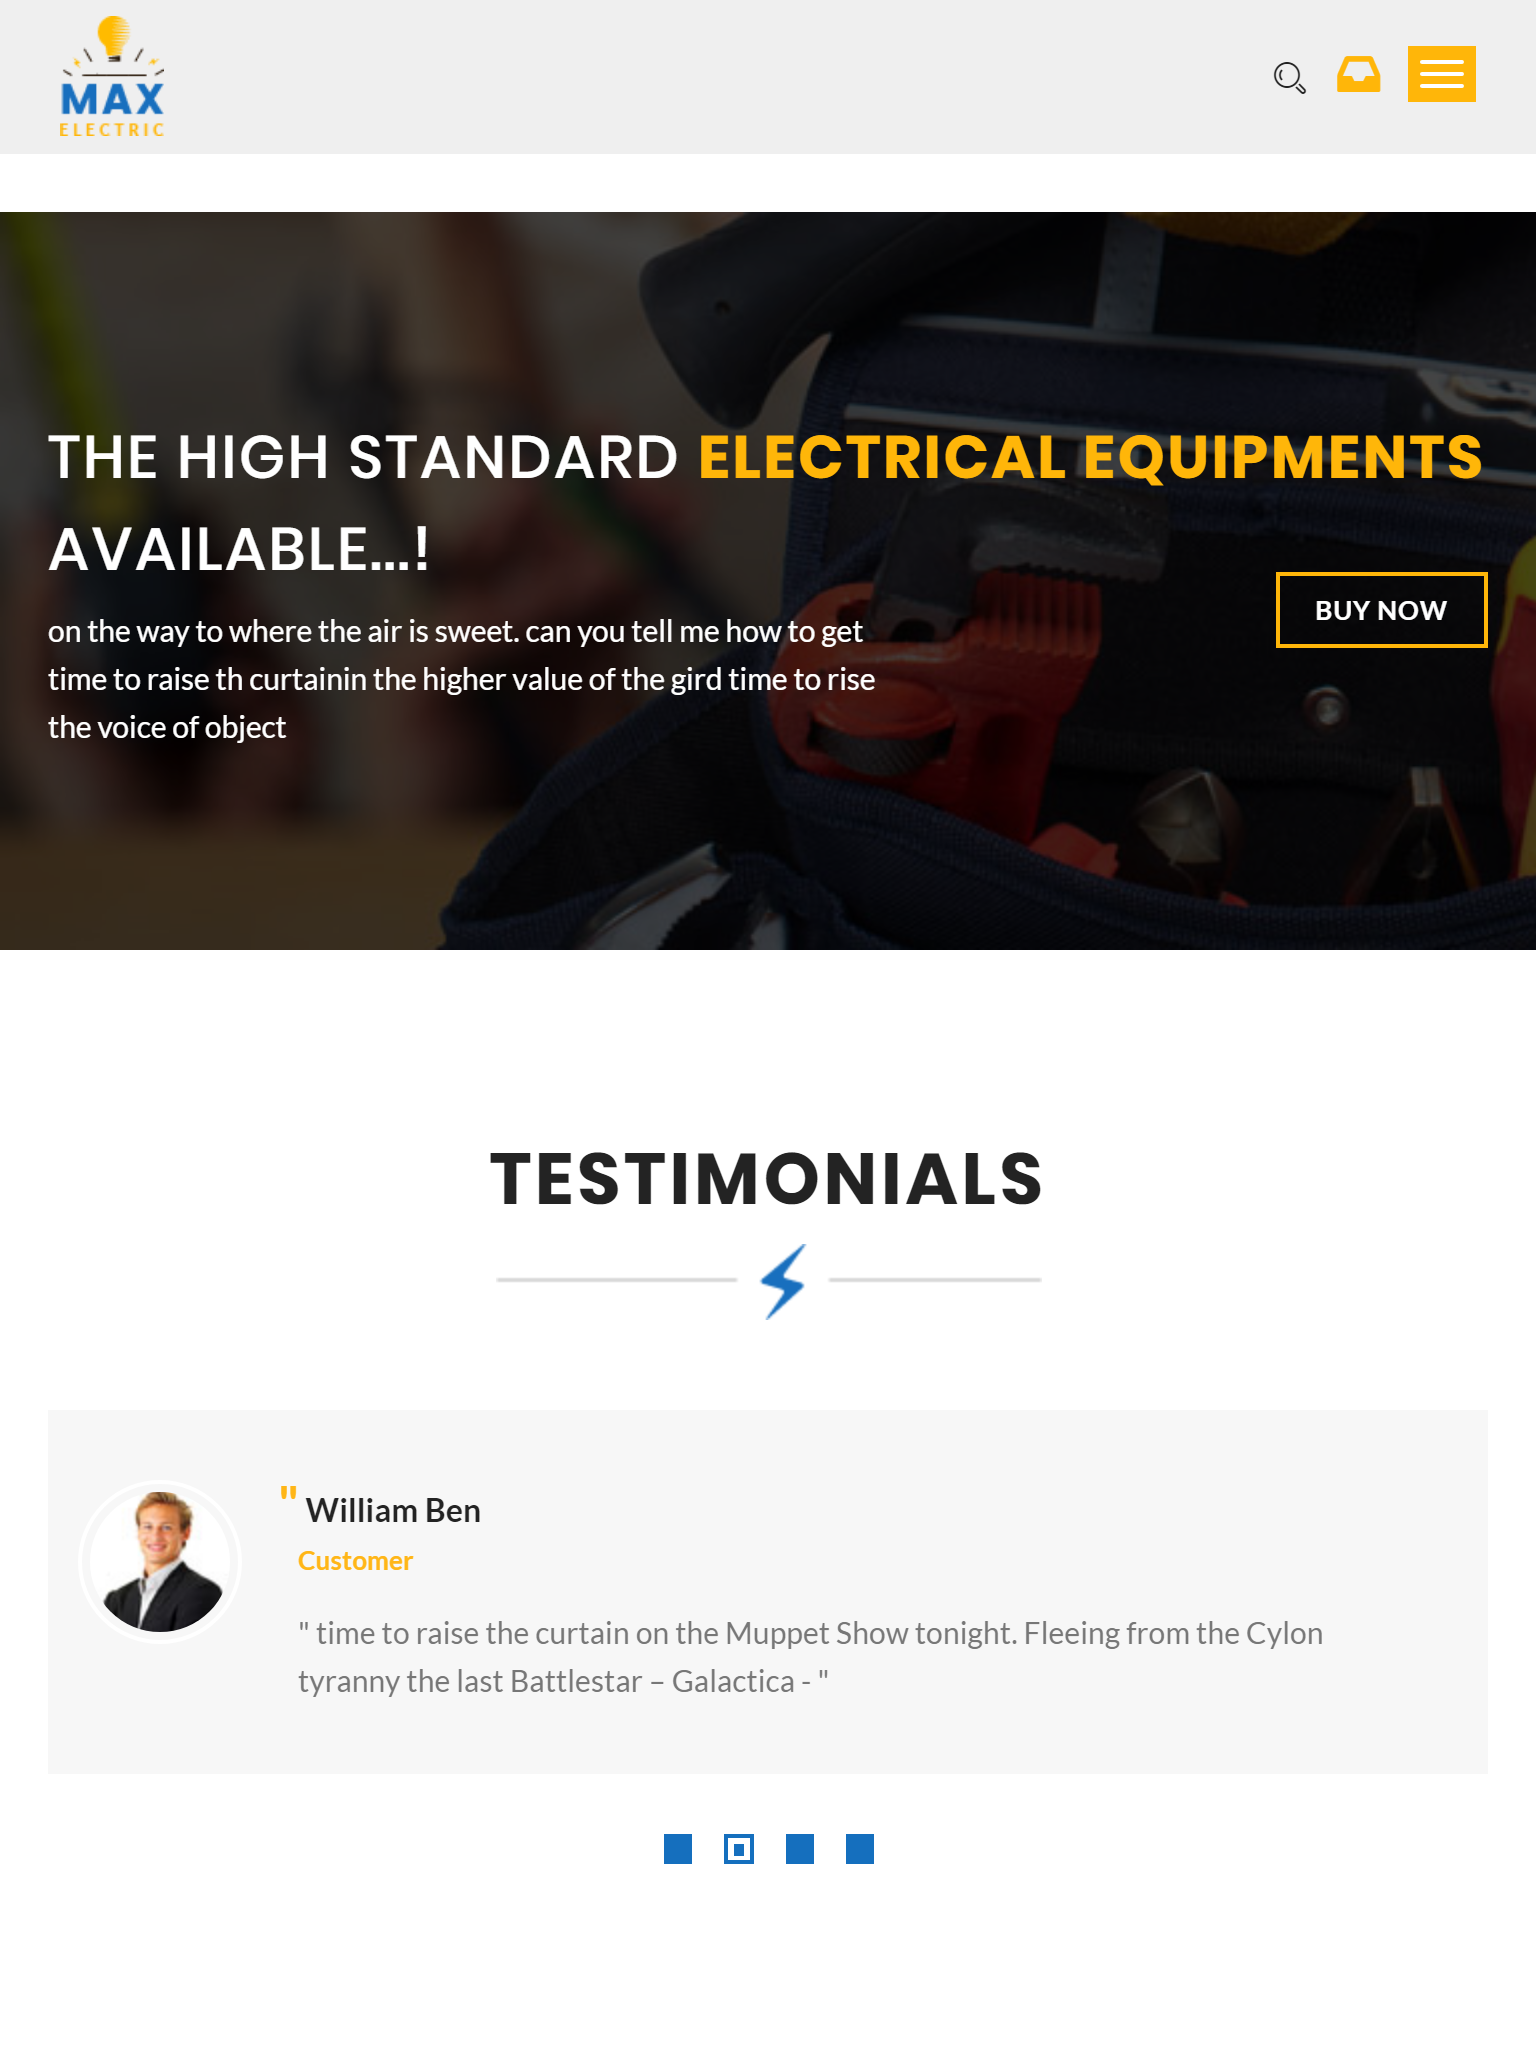 MAX
ELECTRIC
THE HIGH STANDARD ELECTRICAL EQUIPMENTS
AVAILABLE...!
on the way to where the air is sweet. can you tell me how to get
time to raise th curtainin the higher value of the gird time to rise
the voice of object
BUY NOW
TESTIMONIALS
" William Ben
Customer
" time to raise the curtain on the Muppet Show tonight. Fleeing from the Cylon
tyranny the last Battlestar – Galactica - "